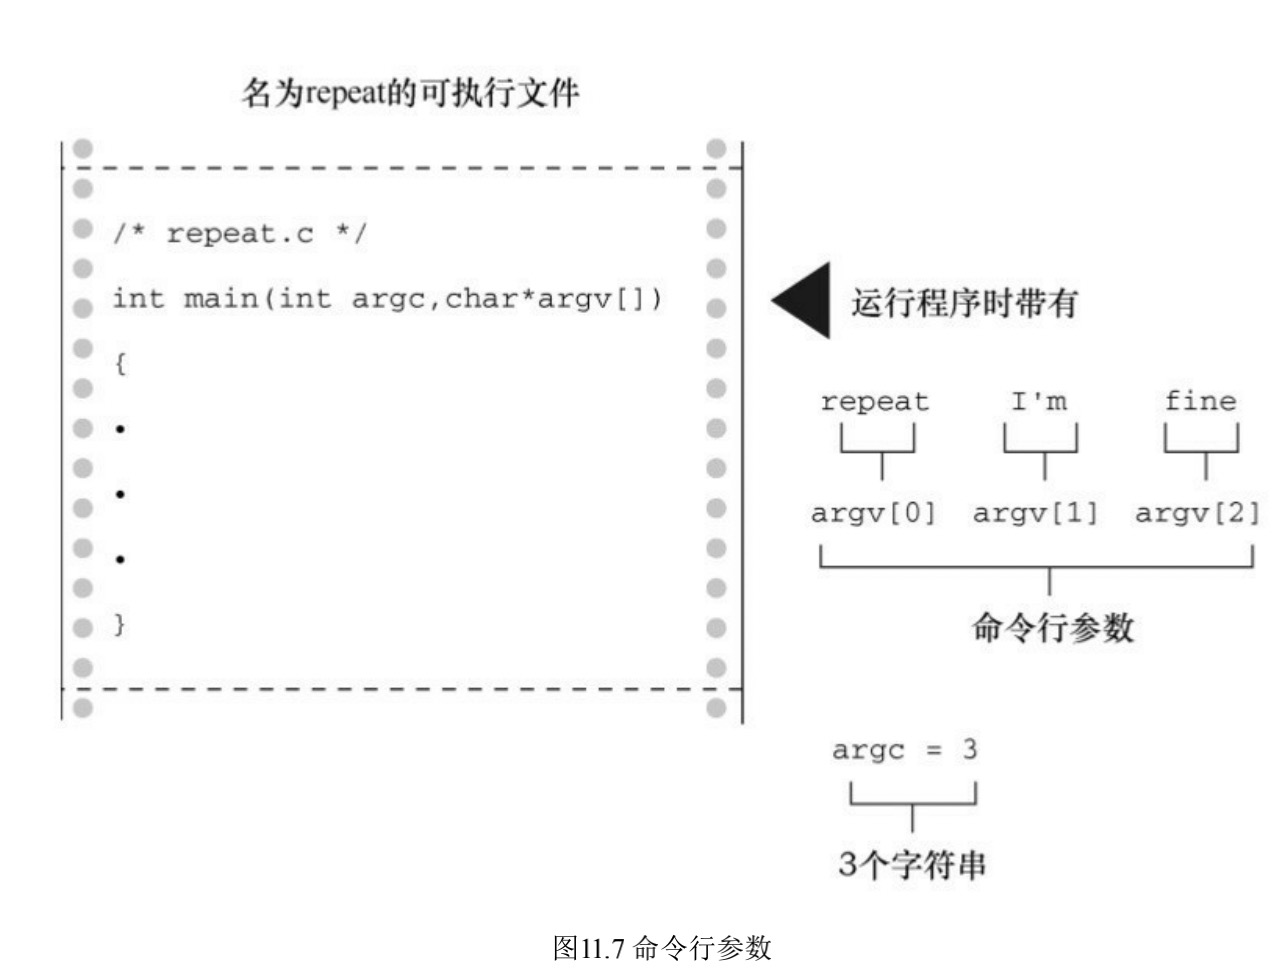 名为repeat的可执行文件
/* repeat.c */
int main(int argc,char*argv[])
{
•
•
•
}
运行程序时带有
repeat I'm fine
argv[0] argv[1] argv[2]
命令行参数
argc = 3
3个字符串
图11.7 命令行参数